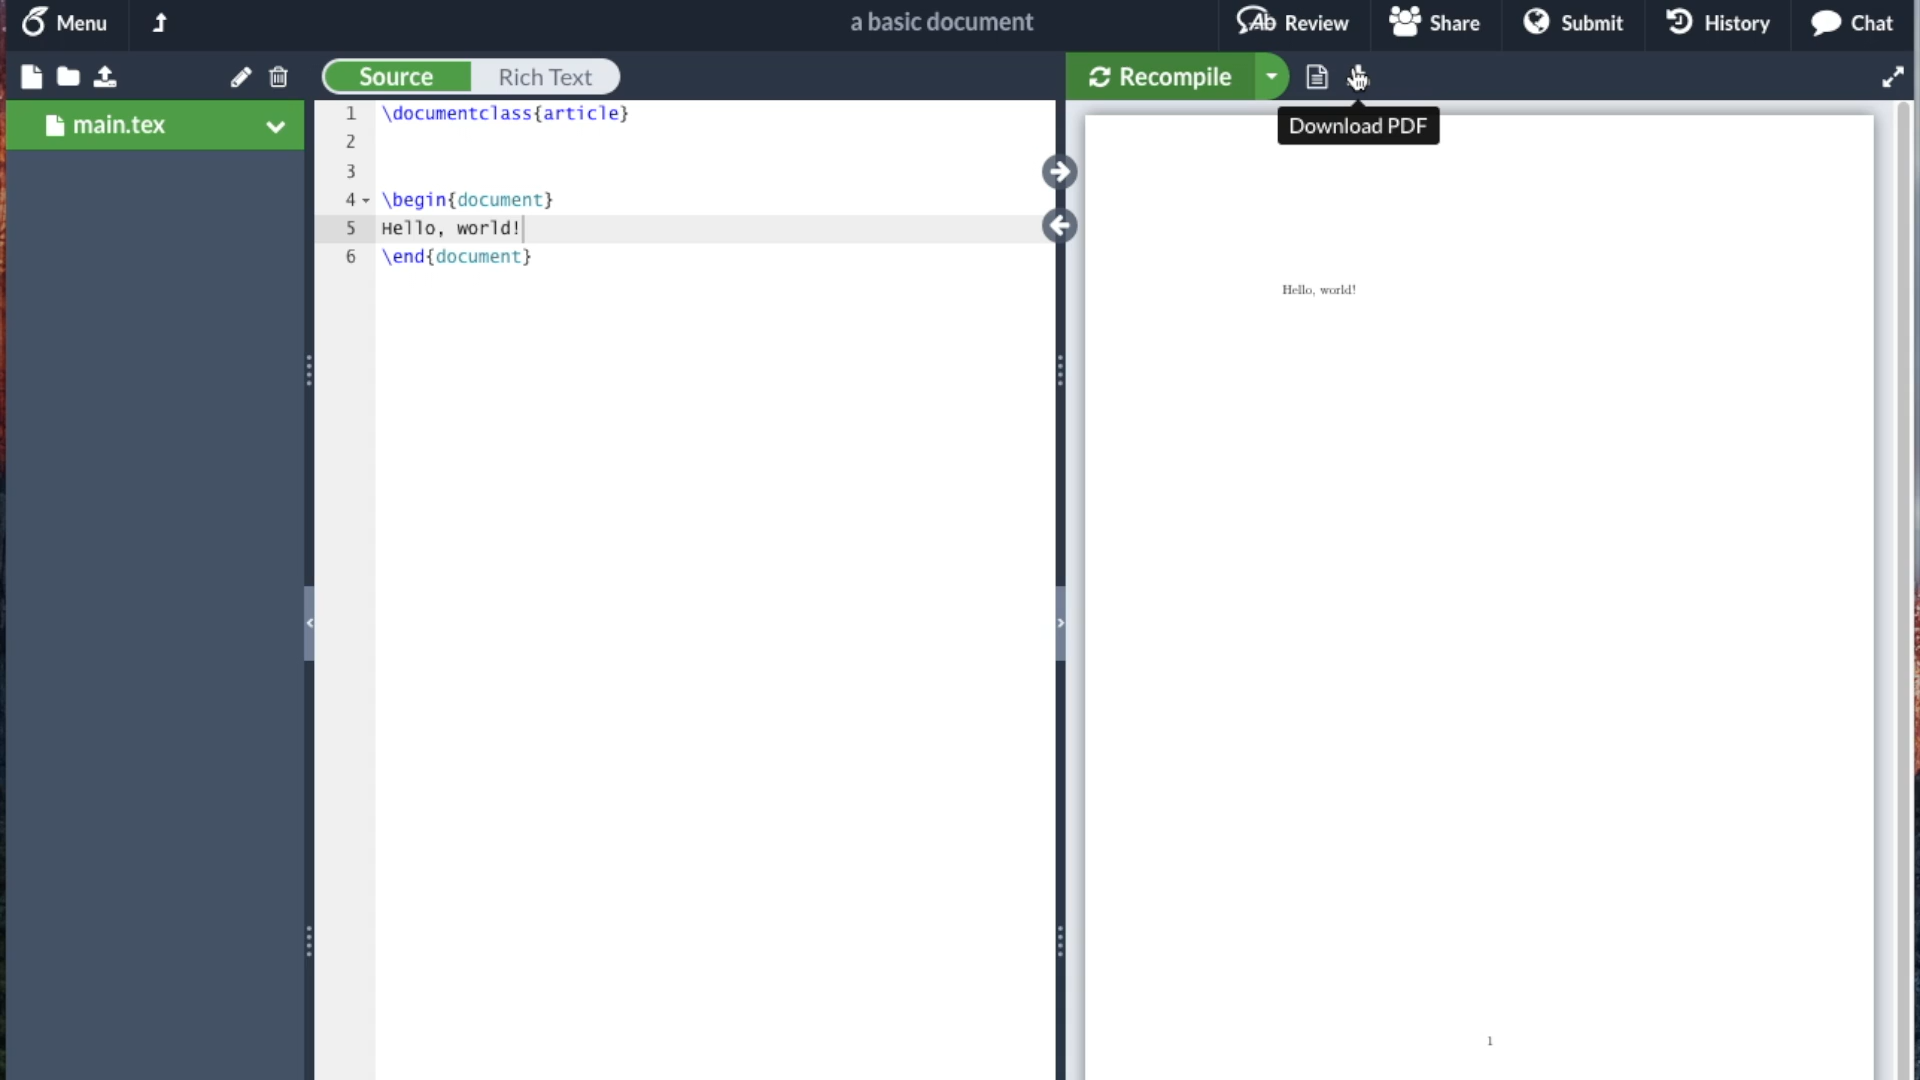 Menu
a basic document
Review
Share
Submit
History
Chat
Source
Rich Text
Recompile
main.tex
Download PDF
1 \documentclass{article}
2
3
4 \begin{document}
5 Hello, world!
6 \end{document}
Hello, world!
1